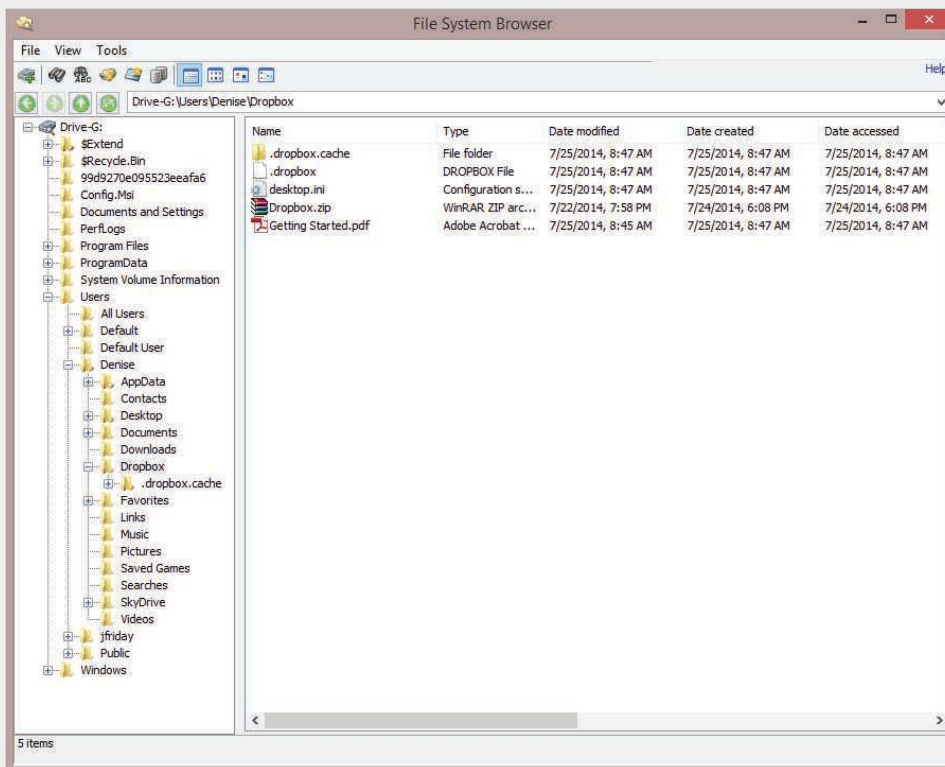 File System Browser
File View Tools
Help
Drive-G:\Users\Denise\Dropbox
Drive-G:
$Extend
$Recycle.Bin
99d9270e095523eeafa6
Config.Msi
Documents and Settings
PerfLogs
Program Files
ProgramData
System Volume Information
Users
All Users
Default
Default User
Denise
AppData
Contacts
Desktop
Documents
Downloads
Dropbox
.dropbox.cache
Favorites
Links
Music
Pictures
Saved Games
Searches
SkyDrive
Videos
jfriday
Public
Windows
Name Type Date modified Date created Date accessed
.dropbox.cache File folder 7/25/2014, 8:47 AM 7/25/2014, 8:47 AM 7/25/2014, 8:47 AM
.dropbox DROPBOX File 7/25/2014, 8:47 AM 7/25/2014, 8:47 AM 7/25/2014, 8:47 AM
desktop.ini Configuration s... 7/25/2014, 8:47 AM 7/25/2014, 8:47 AM 7/25/2014, 8:47 AM
Dropbox.zip WinRAR ZIP arc... 7/22/2014, 7:58 PM 7/24/2014, 6:08 PM 7/24/2014, 6:08 PM
Getting Started.pdf Adobe Acrobat ... 7/25/2014, 8:45 AM 7/25/2014, 8:47 AM 7/25/2014, 8:47 AM
5 items